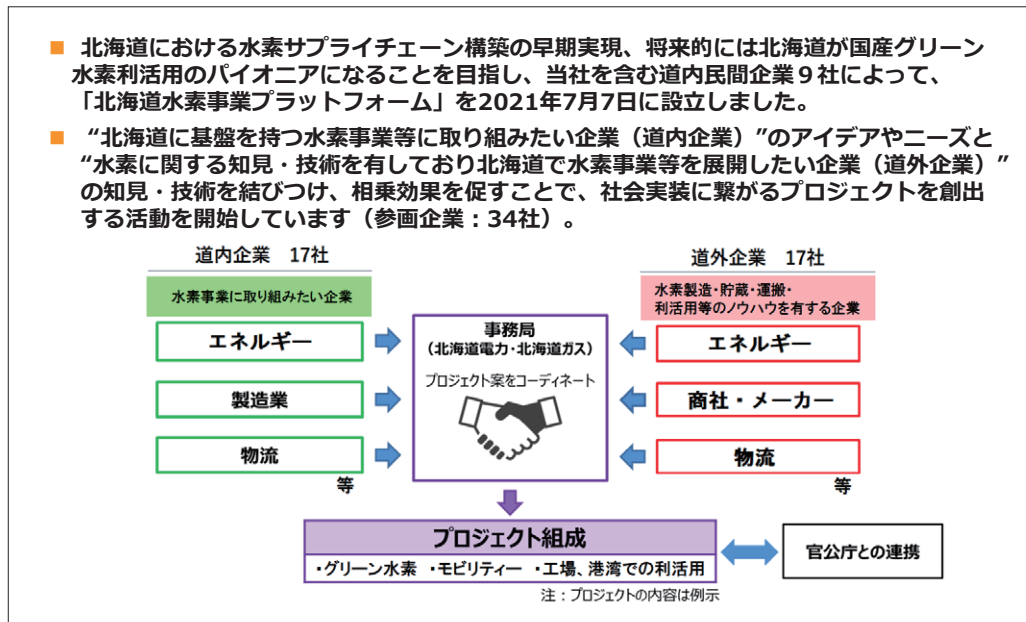 ■ 北海道における水素サプライチェーン構築の早期実現、将来的には北海道が国産グリーン
水素利活用のパイオニアになることを目指し、当社を含む道内民間企業９社によって、
「北海道水素事業プラットフォーム」を2021年7月7日に設立しました。
■ “北海道に基盤を持つ水素事業等に取り組みたい企業（道内企業）”のアイデアやニーズと
“水素に関する知見・技術を有しており北海道で水素事業等を展開したい企業（道外企業）”
の知見・技術を結びつけ、相乗効果を促すことで、社会実装に繋がるプロジェクトを創出
する活動を開始しています（参画企業：34社）。
道内企業　17社
水素事業に取り組みたい企業
エネルギー
製造業
物流
等
事務局
（北海道電力・北海道ガス）
プロジェクト案をコーディネート
道外企業　17社
水素製造・貯蔵・運搬・
利活用等のノウハウを有する企業
エネルギー
商社・メーカー
物流
等
プロジェクト組成
・グリーン水素　・モビリティー　・工場、港湾での利活用
官公庁との連携
注：プロジェクトの内容は例示